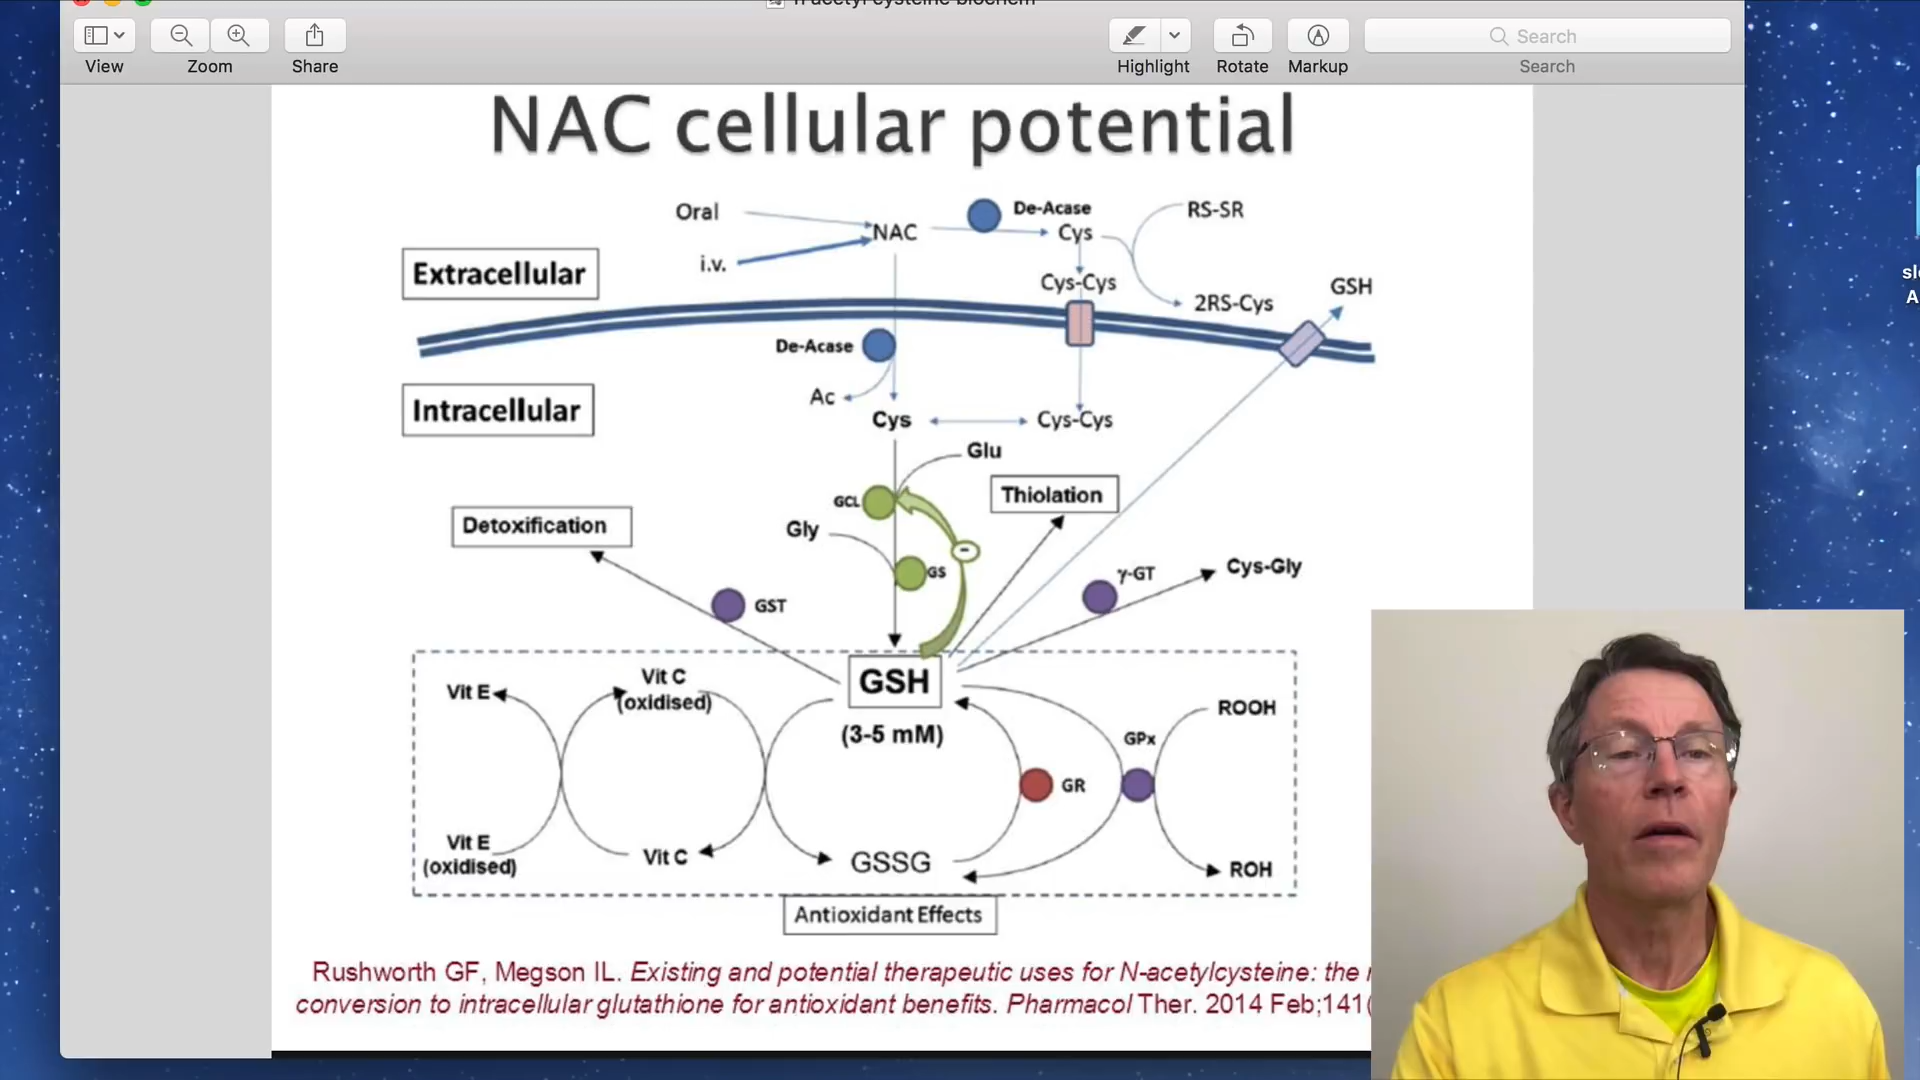 N acetyl cysteine biochem
View
Zoom
Share
Highlight
Rotate
Markup
Search
Search
NAC cellular potential
Oral
NAC
De-Acase
RS-SR
Cys
i.v.
Extracellular
Cys-Cys
GSH
2RS-Cys
De-Acase
Ac
Intracellular
Cys
Cys-Cys
Glu
GCL
Thiolation
Detoxification
Gly
GS
γ-GT
Cys-Gly
GST
GSH
(3-5 mM)
Vit E
Vit C
(oxidised)
ROOH
GPx
GR
Vit E
(oxidised)
Vit C
GSSG
ROH
Antioxidant Effects
Rushworth GF, Megson IL. Existing and potential therapeutic uses for N-acetylcysteine: the
conversion to intracellular glutathione for antioxidant benefits. Pharmacol Ther. 2014 Feb;141(